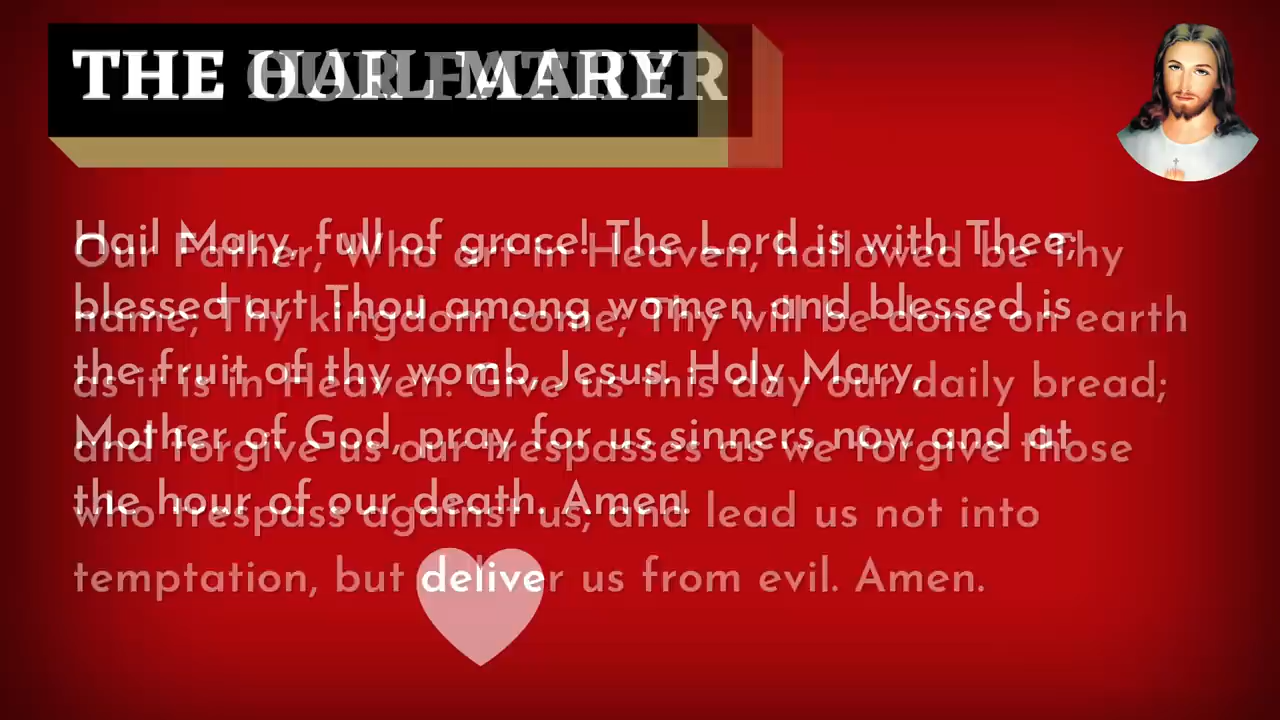 THE HAIL MARY
THE OUR FATHER
Hail Mary, full of grace! The Lord is with Thee;
blessed art Thou among women and blessed is
the fruit of thy womb, Jesus. Holy Mary,
Mother of God, pray for us sinners now and at
the hour of our death. Amen.
Our Father, Who art in Heaven, hallowed be Thy
name; Thy kingdom come, Thy will be done on earth
as it is in Heaven. Give us this day our daily bread;
and forgive us our trespasses as we forgive those
who trespass against us; and lead us not into
temptation, but deliver us from evil. Amen.